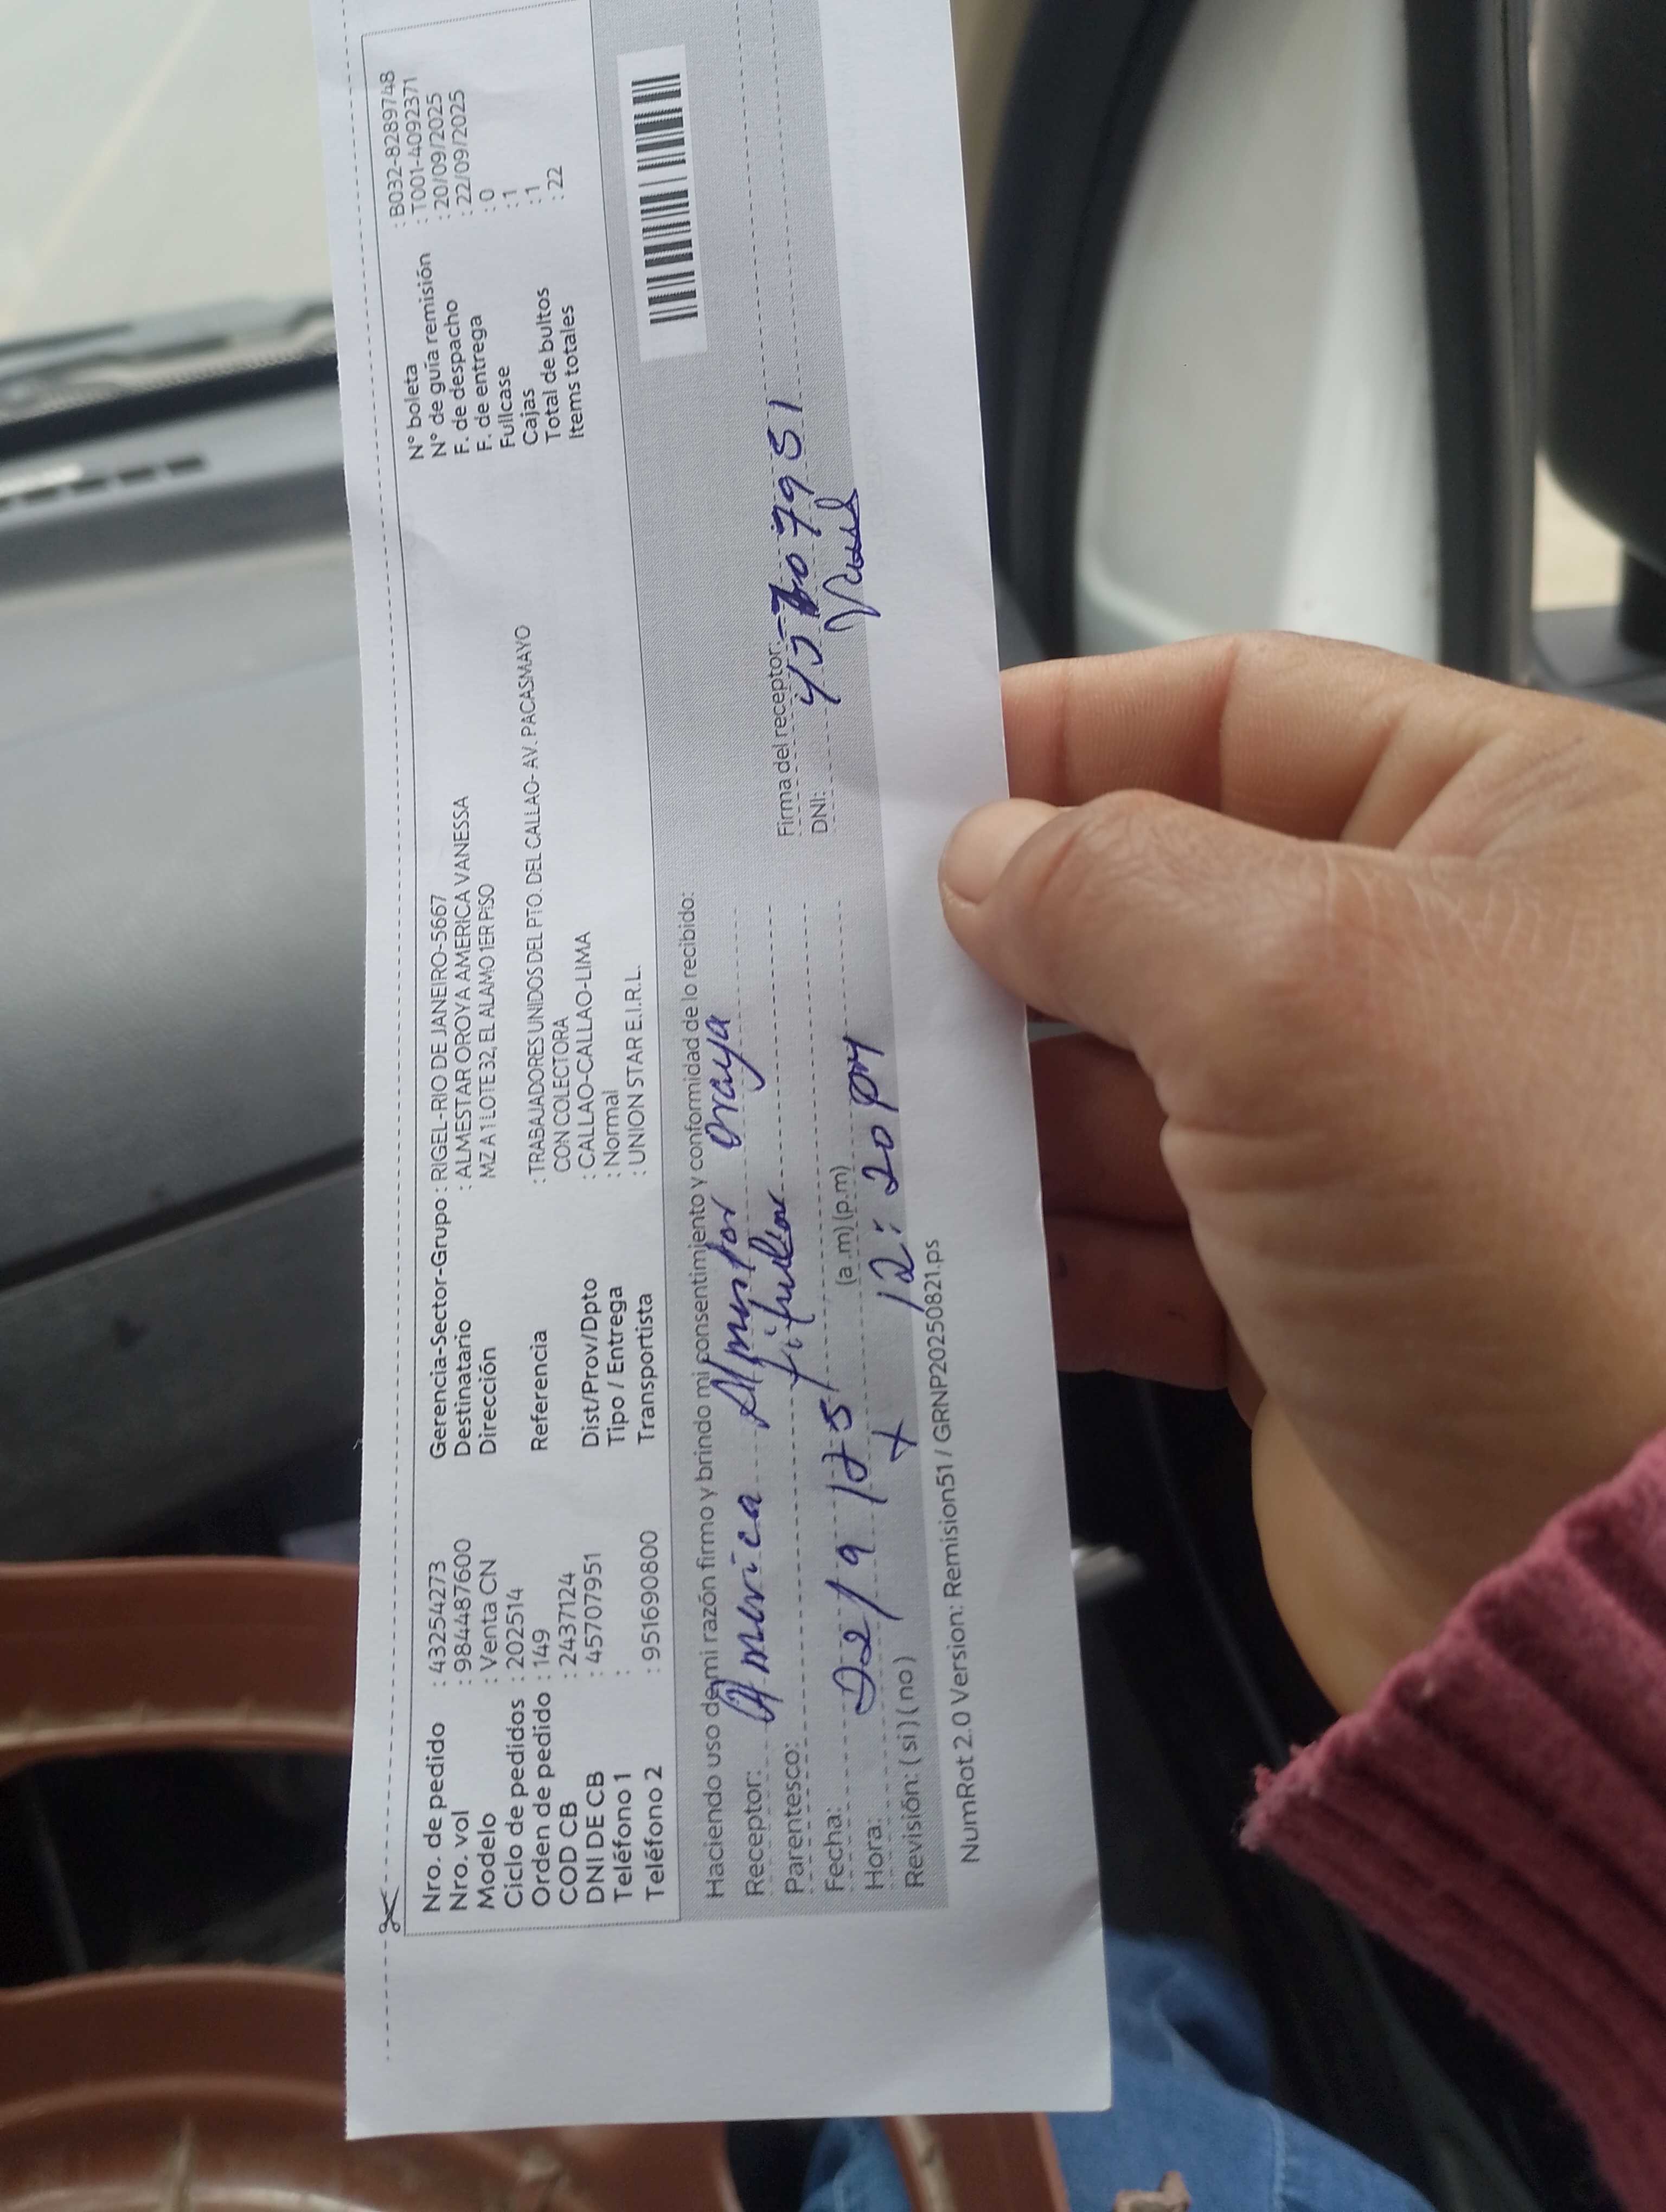 Nro. de pedido : 43254273
Nro. vol : 984487600
Modelo : Venta CN
Ciclo de pedidos : 202514
Orden de pedido : 149
COD CB : 2437124
DNI DE CB : 45707951
Teléfono 1 :
Teléfono 2 : 951690800
Gerencia-Sector-Grupo : RIGEL-RIO DE JANEIRO-5667
Destinatario : ALMESTAR OROYA AMERICA VANESSA
Dirección MZ A 1 LOTE 32, EL ALAMO 1ER PISO
Referencia : TRABAJADORES UNIDOS DEL PTO. DEL CALLAO- AV. PACASMAYO
CON COLECTORA
Dist/Prov/Dpto : CALLAO-CALLAO-LIMA
Tipo / Entrega : Normal
Transportista : UNION STAR E.I.R.L.
N° boleta : B032-8289748
N° de guía remisión : T001-4092371
F. de despacho : 20/09/2025
F. de entrega : 22/09/2025
Fullcase : 0
Cajas : 1
Total de bultos : 1
Items totales : 22
Haciendo uso de mi razón firmo y brindo mi consentimiento y conformidad de lo recibido:
Receptor: America Almestar Oroya
Parentesco: titular
Fecha: 22/9/25
Hora: (a .m) (p.m) 12:20 pm
Revisión: ( si ) ( no )
Firma del receptor:
DNI: 45707951
NumRot 2.0 Version: Remision51 / GRNP20250821.ps